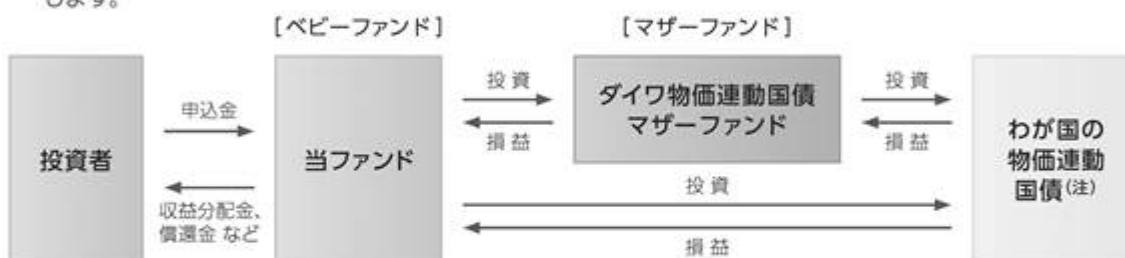 します。
[ベビーファンド]
[マザーファンド]
投資者
申込金
収益分配金、
償還金 など
当ファンド
投 資
損 益
ダイワ物価連動国債
マザーファンド
投 資
損 益
投 資
損 益
わが国の
物価連動
国債(注)